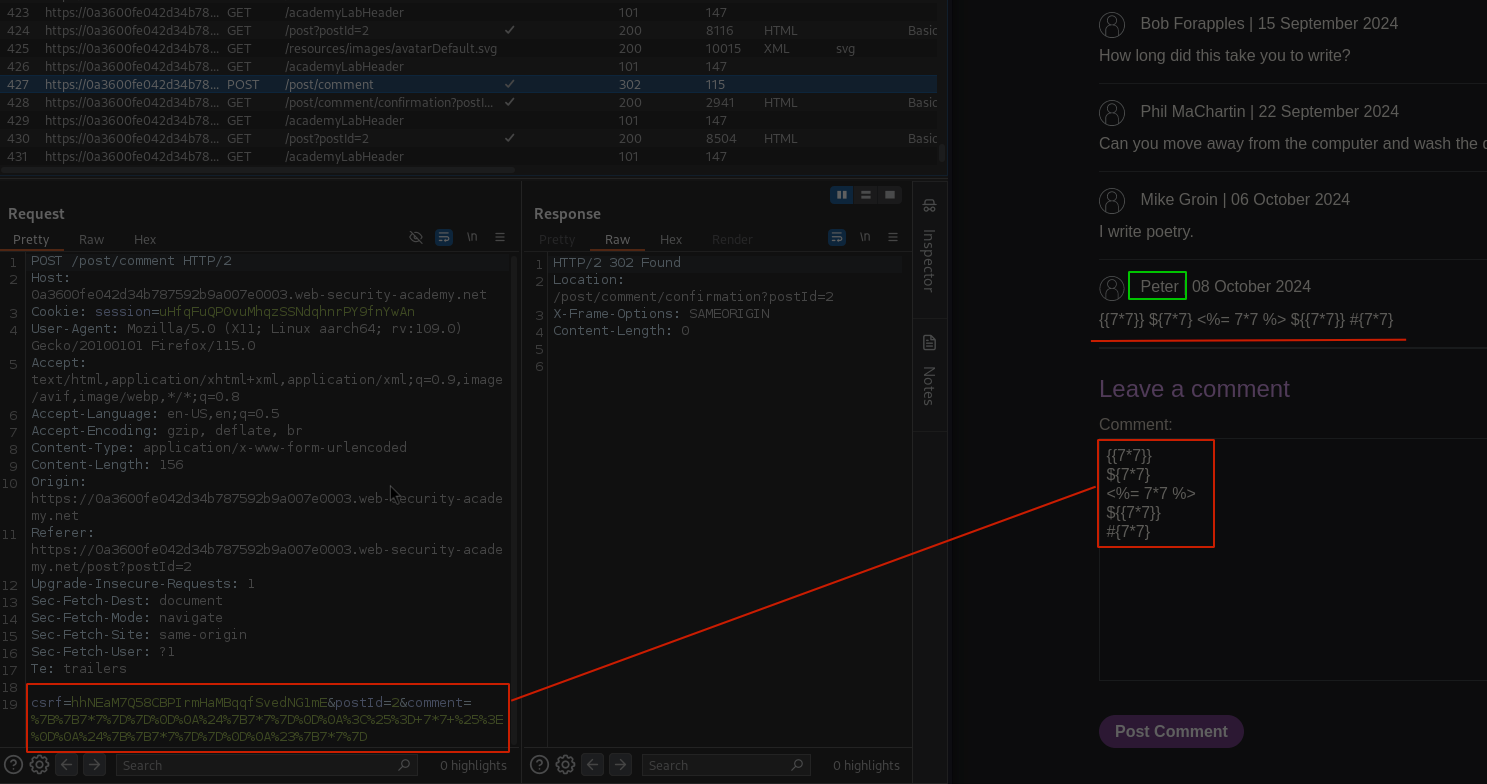 423 https://0a3600fe042d34b78... GET /academyLabHeader 101 147
424 https://0a3600fe042d34b78... GET /post?postId=2 ✓ 200 8116 HTML Basic
425 https://0a3600fe042d34b78... GET /resources/images/avatarDefault.svg 200 10015 XML svg
426 https://0a3600fe042d34b78... GET /academyLabHeader 101 147
427 https://0a3600fe042d34b78... POST /post/comment ✓ 302 115
428 https://0a3600fe042d34b78... GET /post/comment/confirmation?postI... ✓ 200 2941 HTML Basic
429 https://0a3600fe042d34b78... GET /academyLabHeader 101 147
430 https://0a3600fe042d34b78... GET /post?postId=2 ✓ 200 8504 HTML Basic
431 https://0a3600fe042d34b78... GET /academyLabHeader 101 147
Request
Pretty Raw Hex
\n
1 POST /post/comment HTTP/2
2 Host:
0a3600fe042d34b787592b9a007e0003.web-security-academy.net
3 Cookie: session=uHfqFuQPOvuMhqzSSNdqhnrPY9fnYwAn
4 User-Agent: Mozilla/5.0 (X11; Linux aarch64; rv:109.0)
Gecko/20100101 Firefox/115.0
5 Accept:
text/html,application/xhtml+xml,application/xml;q=0.9,image
/avif,image/webp,*/*;q=0.8
6 Accept-Language: en-US,en;q=0.5
7 Accept-Encoding: gzip, deflate, br
8 Content-Type: application/x-www-form-urlencoded
9 Content-Length: 156
10 Origin:
https://0a3600fe042d34b787592b9a007e0003.web-security-acade
my.net
11 Referer:
https://0a3600fe042d34b787592b9a007e0003.web-security-acade
my.net/post?postId=2
12 Upgrade-Insecure-Requests: 1
13 Sec-Fetch-Dest: document
14 Sec-Fetch-Mode: navigate
15 Sec-Fetch-Site: same-origin
16 Sec-Fetch-User: ?1
17 Te: trailers
18
19 csrf=hhNEaM7Q58CBPIrmHaMBqqfSvedNG1mE&postId=2&comment=
%7B%7B7*7%7D%7D%0D%0A%24%7B7*7%7D%0D%0A%3C%25%3D+7*7+%25%3E
%0D%0A%24%7B%7B7*7%7D%7D%0D%0A%23%7B7*7%7D
Search
0 highlights
Response
Pretty Raw Hex Render
\n
1 HTTP/2 302 Found
2 Location:
/post/comment/confirmation?postId=2
3 X-Frame-Options: SAMEORIGIN
4 Content-Length: 0
5
6
Search
0 highlights
Inspector
Notes
Bob Forapples | 15 September 2024
How long did this take you to write?
Phil MaChartin | 22 September 2024
Can you move away from the computer and wash the
Mike Groin | 06 October 2024
I write poetry.
Peter 08 October 2024
{{7*7}} ${7*7} <%= 7*7 %> ${{7*7}} #{7*7}
Leave a comment
Comment:
{{7*7}}
${7*7}
<%= 7*7 %>
${{7*7}}
#{7*7}
Post Comment